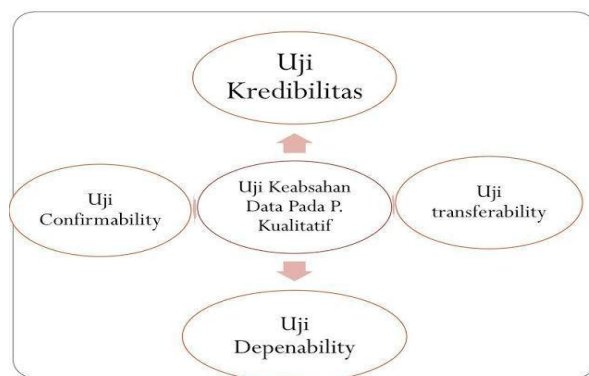 Uji
Kredibilitas
Uji
Confirmability
Uji Keabsahan
Data Pada P.
Kualitatif
Uji
transferability
Uji
Depenability